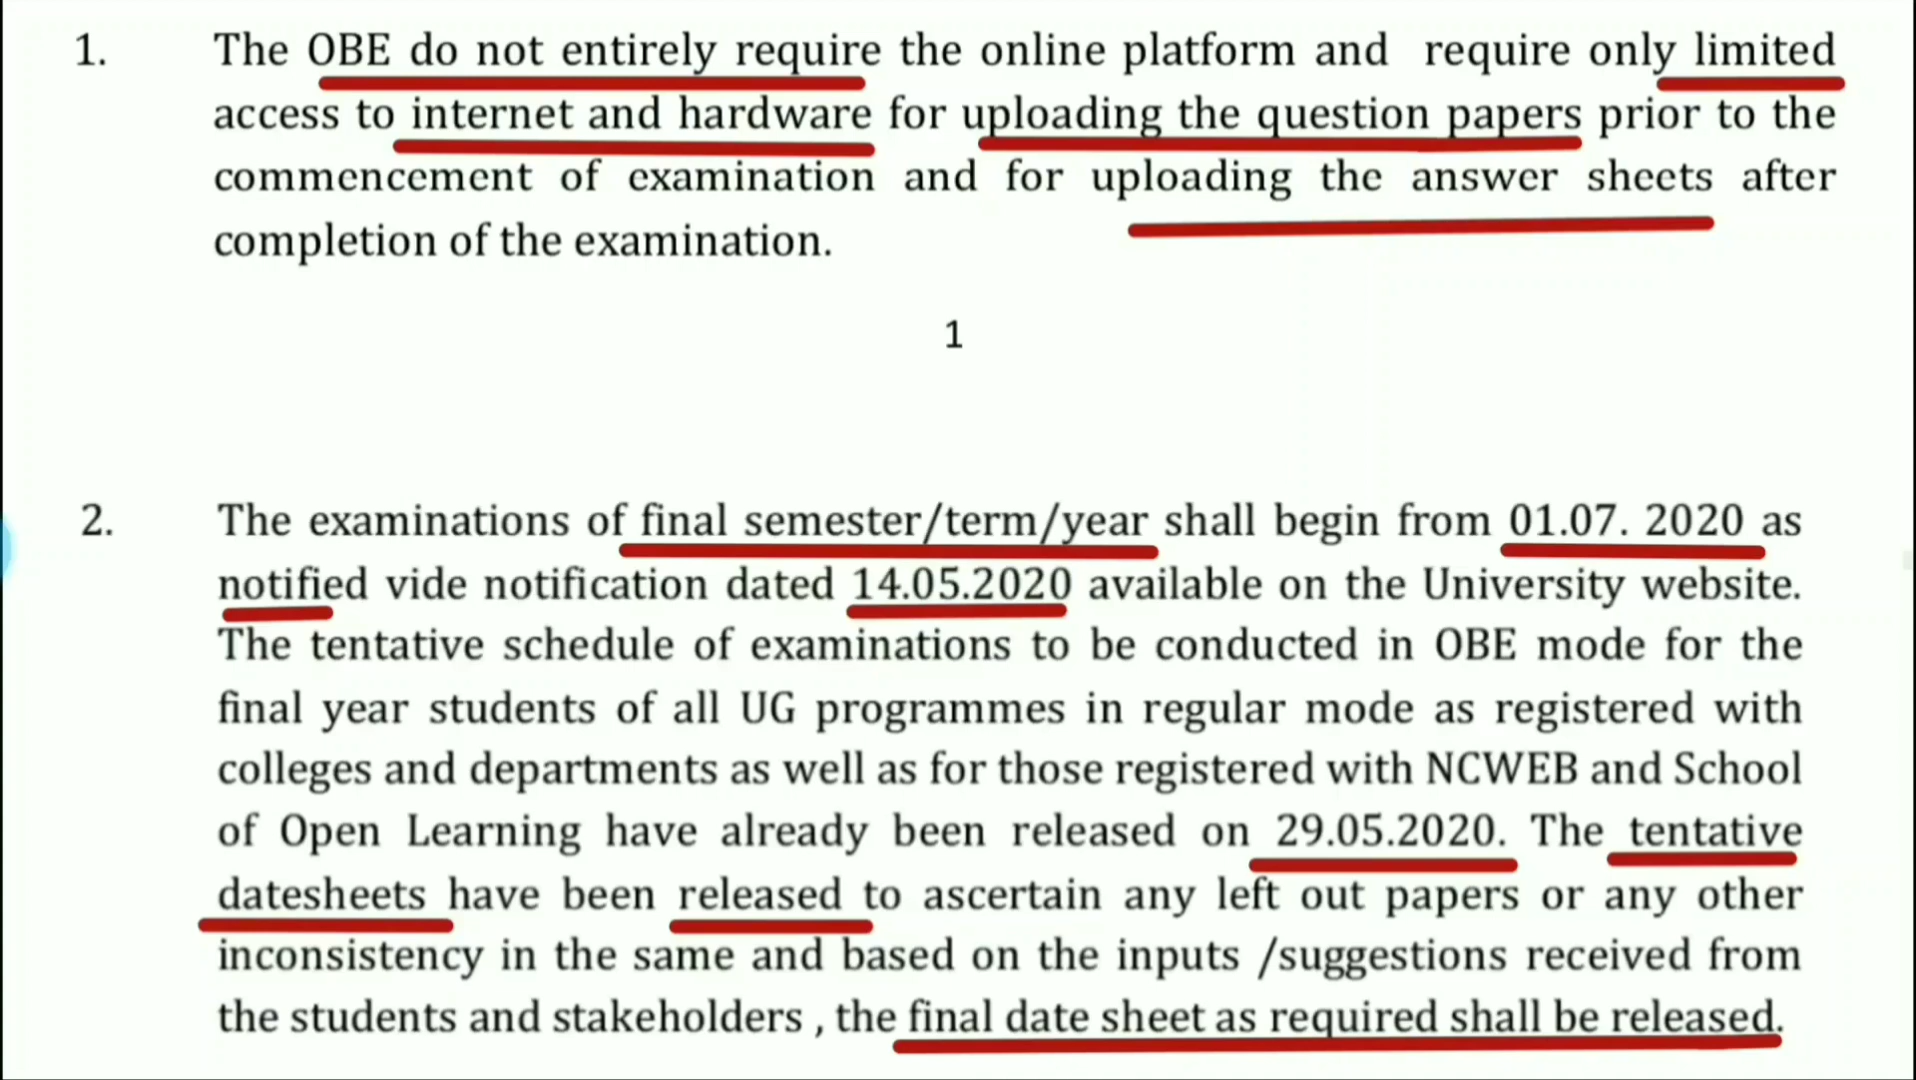 1. The OBE do not entirely require the online platform and require only limited
access to internet and hardware for uploading the question papers prior to the
commencement of examination and for uploading the answer sheets after
completion of the examination.
1
2. The examinations of final semester/term/year shall begin from 01.07. 2020 as
notified vide notification dated 14.05.2020 available on the University website.
The tentative schedule of examinations to be conducted in OBE mode for the
final year students of all UG programmes in regular mode as registered with
colleges and departments as well as for those registered with NCWEB and School
of Open Learning have already been released on 29.05.2020. The tentative
datesheets have been released to ascertain any left out papers or any other
inconsistency in the same and based on the inputs /suggestions received from
the students and stakeholders , the final date sheet as required shall be released.